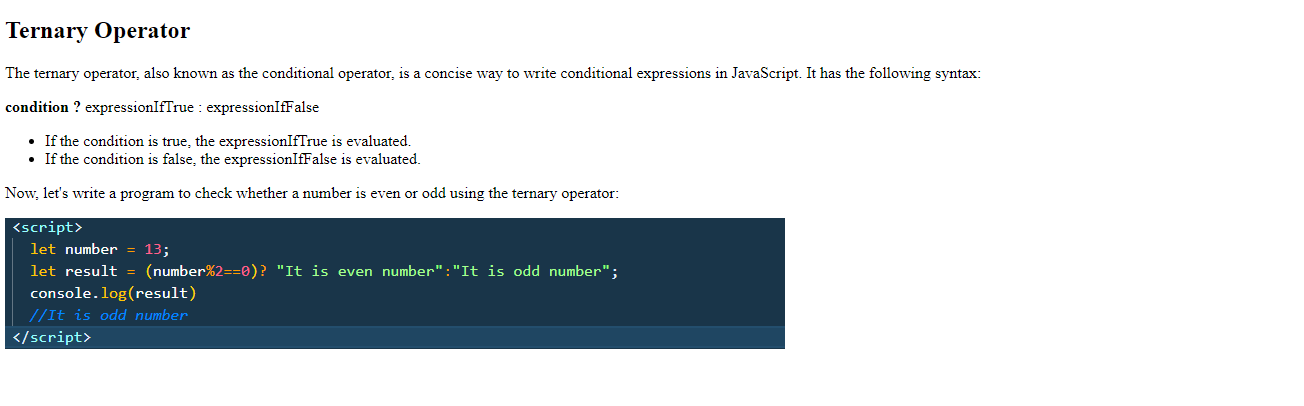 Ternary Operator
The ternary operator, also known as the conditional operator, is a concise way to write conditional expressions in JavaScript. It has the following syntax:
condition ? expressionIfTrue : expressionIfFalse
• If the condition is true, the expressionIfTrue is evaluated.
• If the condition is false, the expressionIfFalse is evaluated.
Now, let's write a program to check whether a number is even or odd using the ternary operator:
<script>
  let number = 13;
  let result = (number%2==0)? "It is even number":"It is odd number";
  console.log(result)
  //It is odd number
</script>